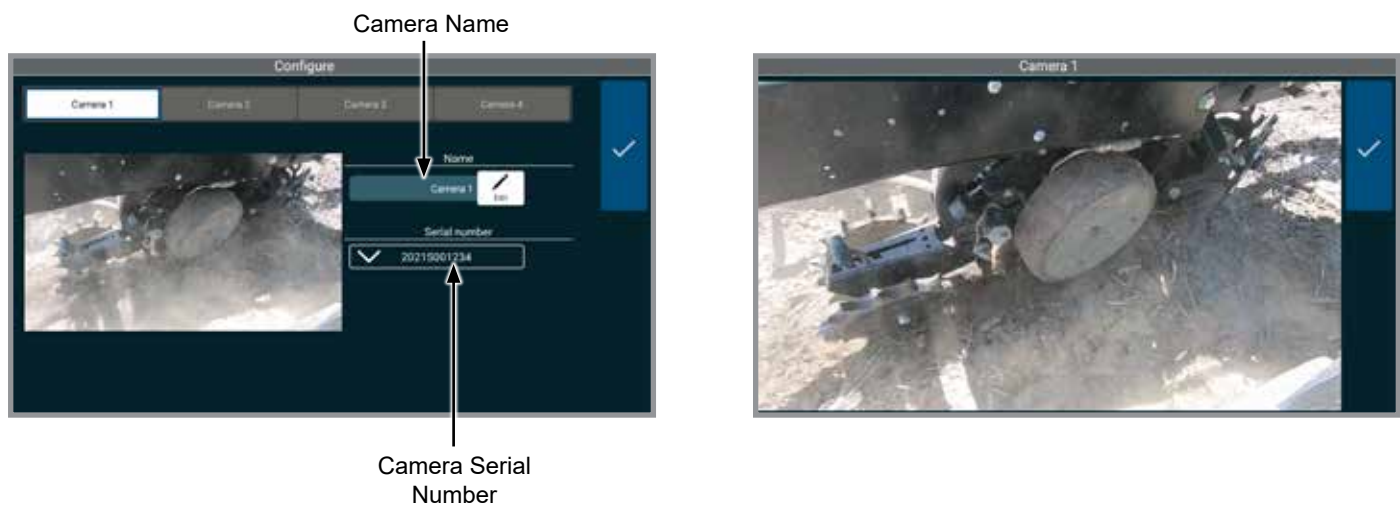 Camera Name
Configure
Camera 1
Camera 2
Camera 3
Camera 4
Name
Camera 1
Edit
Serial number
20215001234
Camera Serial
Number
Camera 1